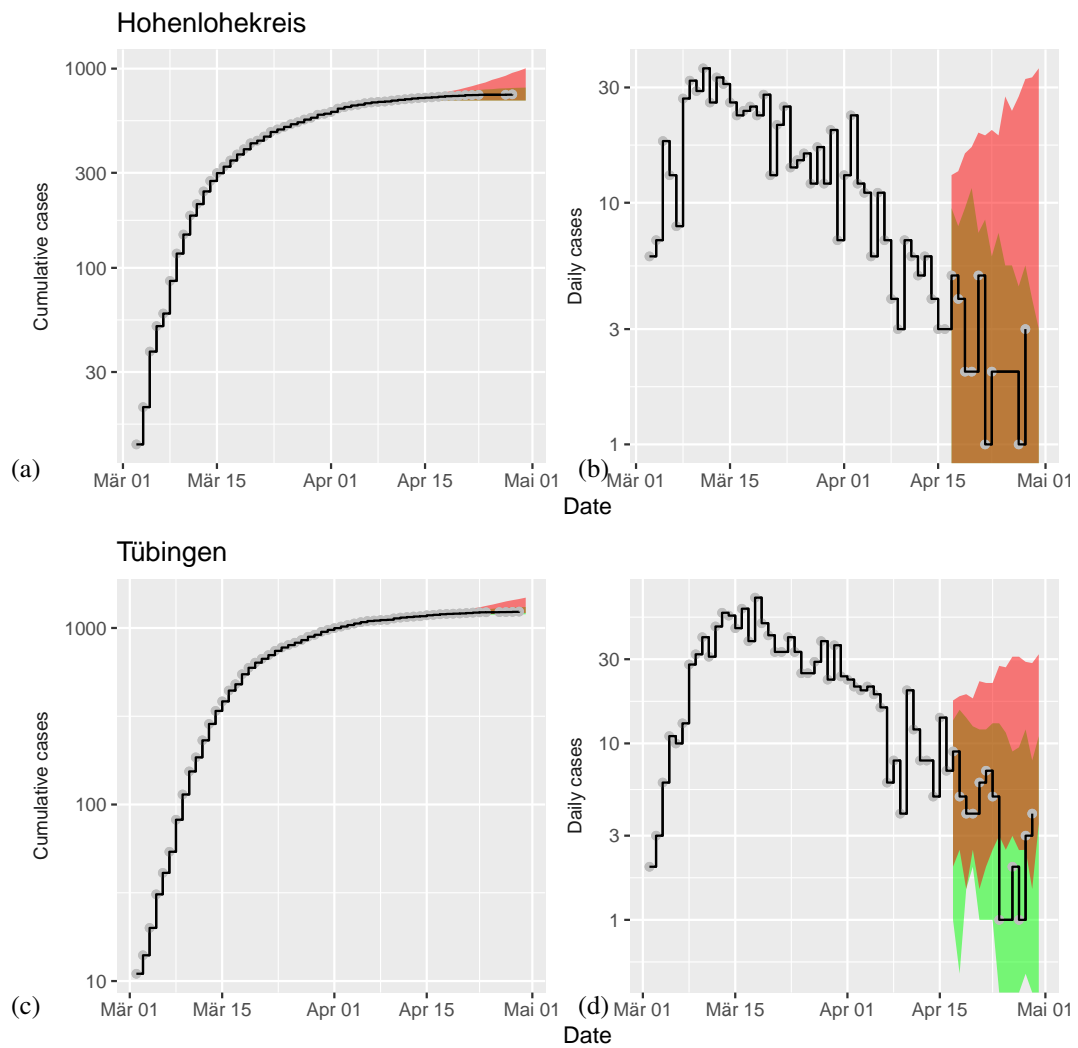 Hohenlohekreis
1000
300
100
30
Cumulative cases
(a)
Mär 01 Mär 15 Apr 01 Apr 15 Mai 01
30
10
3
1
Daily cases
(b)
Mär 01 Mär 15 Apr 01 Apr 15 Mai 01
Date
Tübingen
1000
100
10
Cumulative cases
(c)
Mär 01 Mär 15 Apr 01 Apr 15 Mai 01
30
10
3
1
Daily cases
(d)
Mär 01 Mär 15 Apr 01 Apr 15 Mai 01
Date